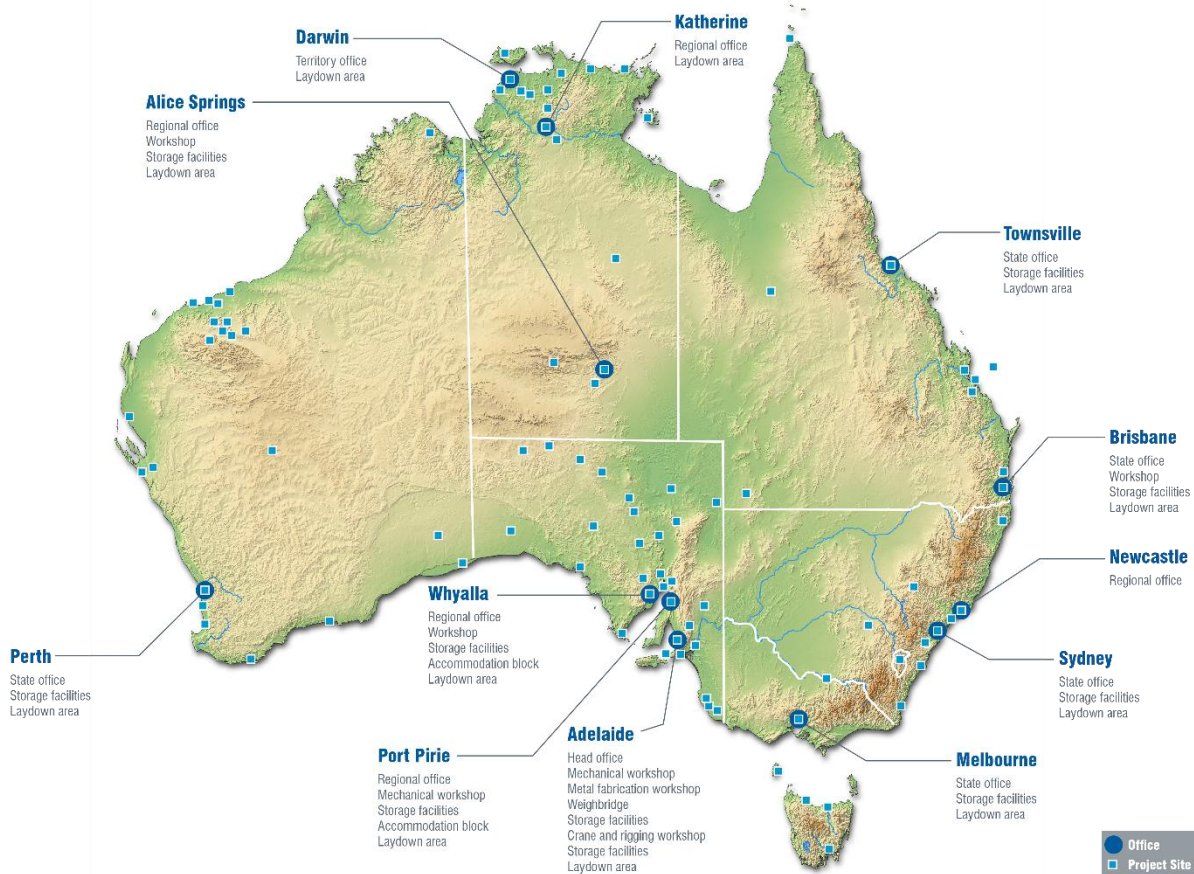 Darwin
Territory office
Laydown area
Katherine
Regional office
Laydown area
Alice Springs
Regional office
Workshop
Storage facilities
Laydown area
Townsville
State office
Storage facilities
Laydown area
Brisbane
State office
Workshop
Storage facilities
Laydown area
Newcastle
Regional office
Whyalla
Regional office
Workshop
Storage facilities
Accommodation block
Laydown area
Perth
State office
Storage facilities
Laydown area
Sydney
State office
Storage facilities
Laydown area
Port Pirie
Regional office
Mechanical workshop
Storage facilities
Accommodation block
Laydown area
Adelaide
Head office
Mechanical workshop
Metal fabrication workshop
Weighbridge
Storage facilities
Crane and rigging workshop
Storage facilities
Laydown area
Melbourne
State office
Storage facilities
Laydown area
Office
Project Site